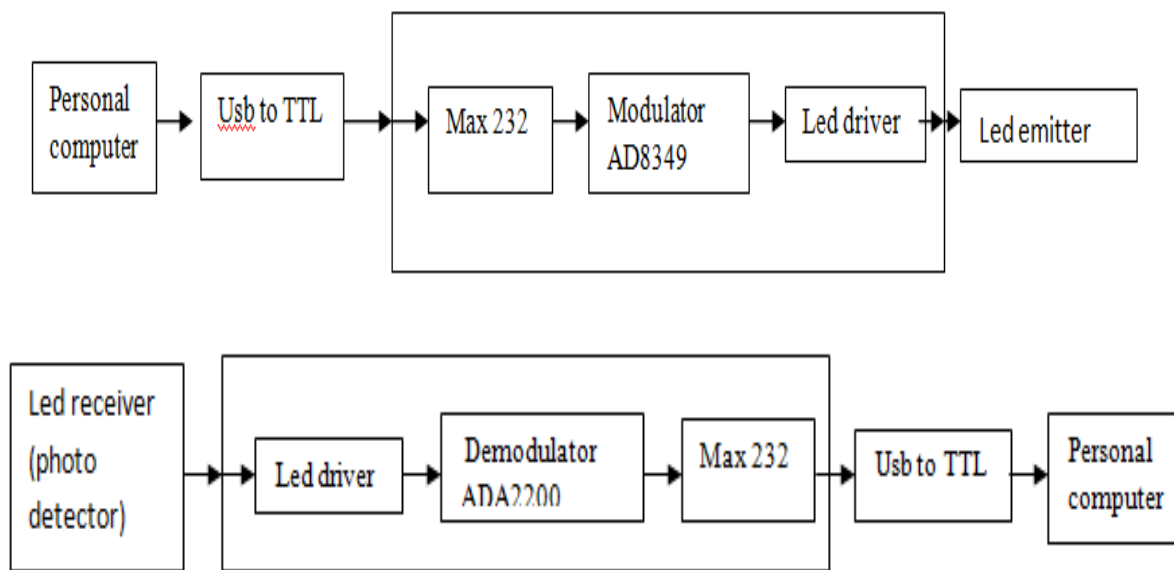 Personal
computer
Usb to TTL
Max 232
Modulator
AD8349
Led driver
Led emitter
Led receiver
(photo
detector)
Led driver
Demodulator
ADA2200
Max 232
Usb to TTL
Personal
computer